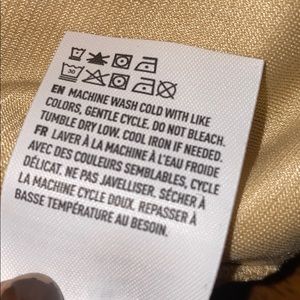 30
EN MACHINE WASH COLD WITH LIKE
COLORS, GENTLE CYCLE. DO NOT BLEACH.
TUMBLE DRY LOW. COOL IRON IF NEEDED.
FR LAVER À LA MACHINE À L'EAU FROIDE
AVEC DES COULEURS SEMBLABLES, CYCLE
DÉLICAT. NE PAS JAVELLISER. SÉCHER À
LA MACHINE CYCLE DOUX. REPASSER À
BASSE TEMPÉRATURE AU BESOIN.